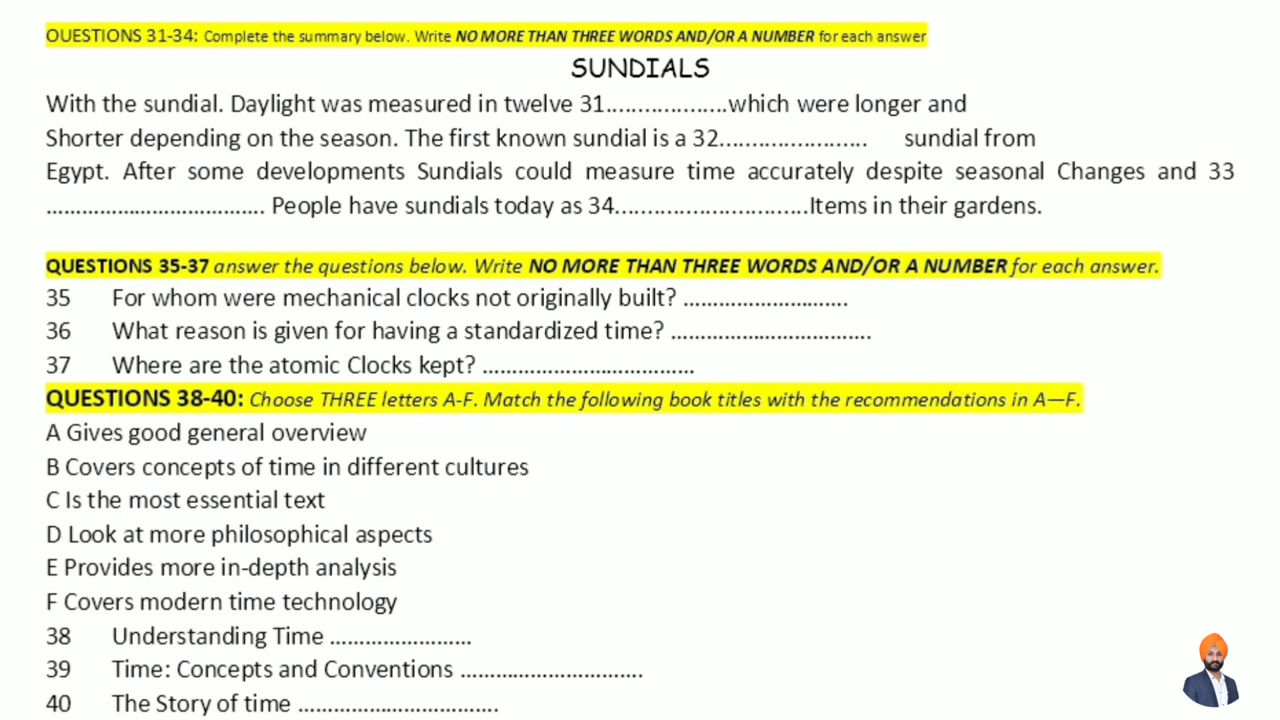 OUESTIONS 31-34: Complete the summary below. Write NO MORE THAN THREE WORDS AND/OR A NUMBER for each answer
SUNDIALS
With the sundial. Daylight was measured in twelve 31....................which were longer and
Shorter depending on the season. The first known sundial is a 32......................... sundial from
Egypt. After some developments Sundials could measure time accurately despite seasonal Changes and 33
..................................... People have sundials today as 34................................Items in their gardens.
QUESTIONS 35-37 answer the questions below. Write NO MORE THAN THREE WORDS AND/OR A NUMBER for each answer.
35 For whom were mechanical clocks not originally built? ............................
36 What reason is given for having a standardized time? ..................................
37 Where are the atomic Clocks kept? ....................................
QUESTIONS 38-40: Choose THREE letters A-F. Match the following book titles with the recommendations in A—F.
A Gives good general overview
B Covers concepts of time in different cultures
C Is the most essential text
D Look at more philosophical aspects
E Provides more in-depth analysis
F Covers modern time technology
38 Understanding Time ........................
39 Time: Concepts and Conventions ...............................
40 The Story of time ..................................